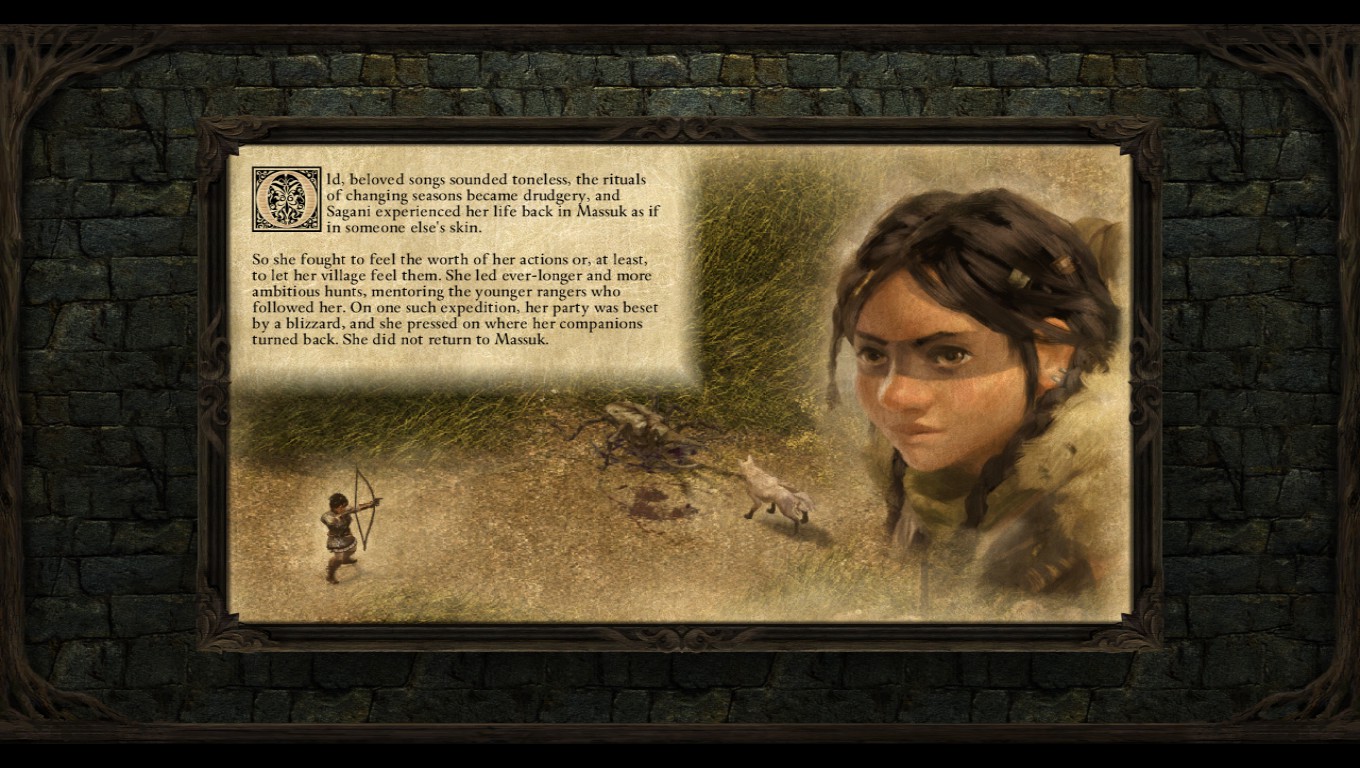 Old, beloved songs sounded toneless, the rituals
of changing seasons became drudgery, and
Sagani experienced her life back in Massuk as if
in someone else's skin.
So she fought to feel the worth of her actions or, at least,
to let her village feel them. She led ever-longer and more
ambitious hunts, mentoring the younger rangers who
followed her. On one such expedition, her party was beset
by a blizzard, and she pressed on where her companions
turned back. She did not return to Massuk.